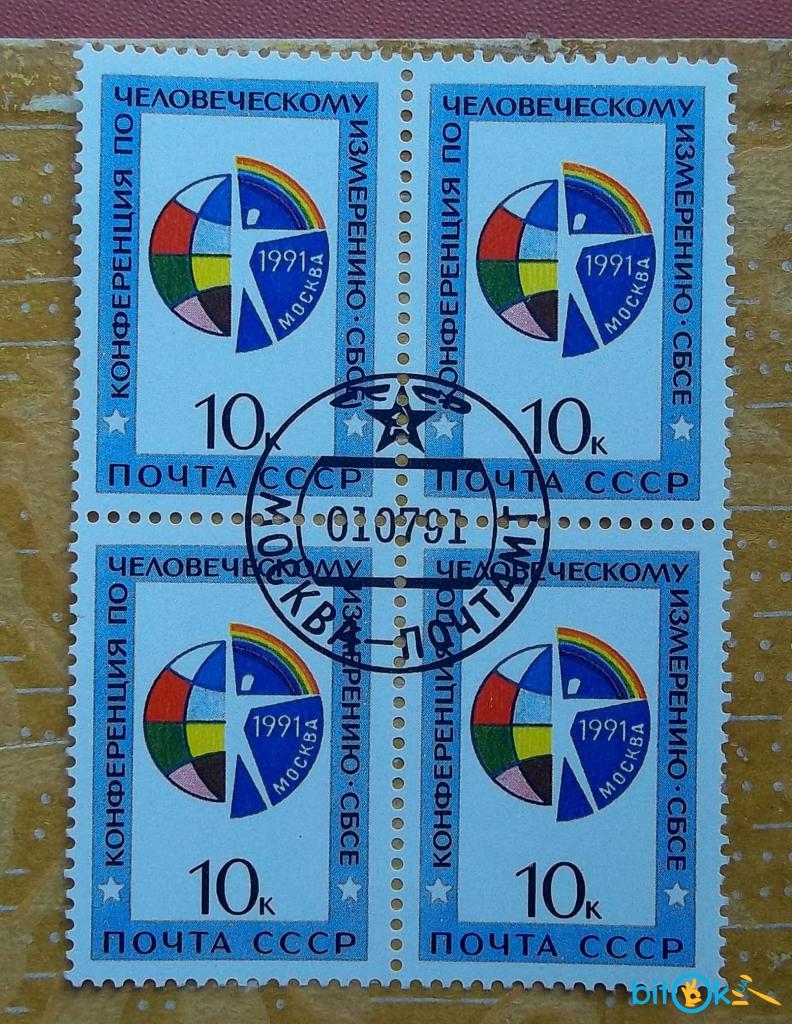 КОНФЕРЕНЦИЯ ПО
ЧЕЛОВЕЧЕСКОМУ
ИЗМЕРЕНИЮ·СБСЕ
1991
МОСКВА
10к
ПОЧТА СССР
КОНФЕРЕНЦИЯ ПО
ЧЕЛОВЕЧЕСКОМУ
ИЗМЕРЕНИЮ·СБСЕ
1991
МОСКВА
10к
ПОЧТА СССР
СССР
010791
МОСКВА-ПОЧТАМТ
КОНФЕРЕНЦИЯ ПО
ЧЕЛОВЕЧЕСКОМУ
ИЗМЕРЕНИЮ·СБСЕ
1991
МОСКВА
10к
ПОЧТА СССР
КОНФЕРЕНЦИЯ ПО
ЧЕЛОВЕЧЕСКОМУ
ИЗМЕРЕНИЮ·СБСЕ
1991
МОСКВА
10к
ПОЧТА СССР
bitok